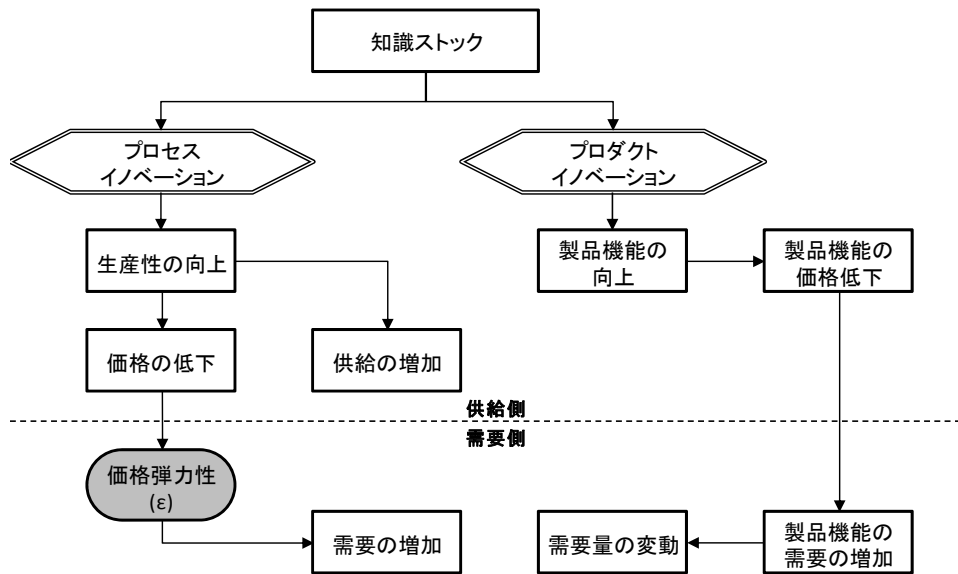 知識ストック
プロセス
イノベーション
プロダクト
イノベーション
生産性の向上
製品機能の
向上
製品機能の
価格低下
価格の低下
供給の増加
供給側
需要側
価格弾力性
(ε)
需要の増加
需要量の変動
製品機能の
需要の増加